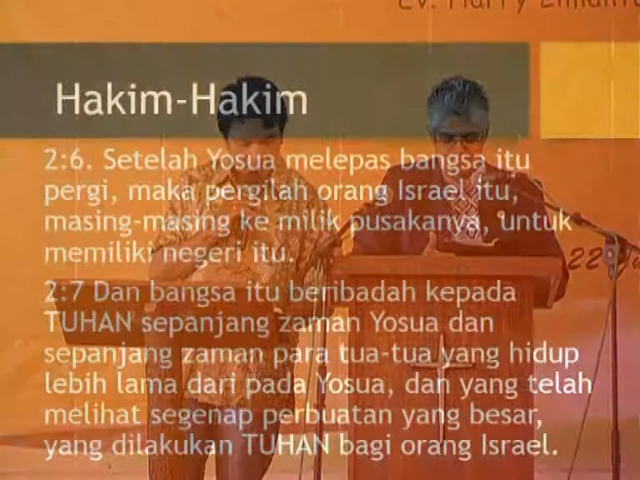 Ev. Harry
Hakim-Hakim
2:6. Setelah Yosua melepas bangsa itu
pergi, maka pergilah orang Israel itu,
masing-masing ke milik pusakanya, untuk
memiliki negeri itu.
22
2:7 Dan bangsa itu beribadah kepada
TUHAN sepanjang zaman Yosua dan
sepanjang zaman para tua-tua yang hidup
lebih lama dari pada Yosua, dan yang telah
melihat segenap perbuatan yang besar,
yang dilakukan TUHAN bagi orang Israel.